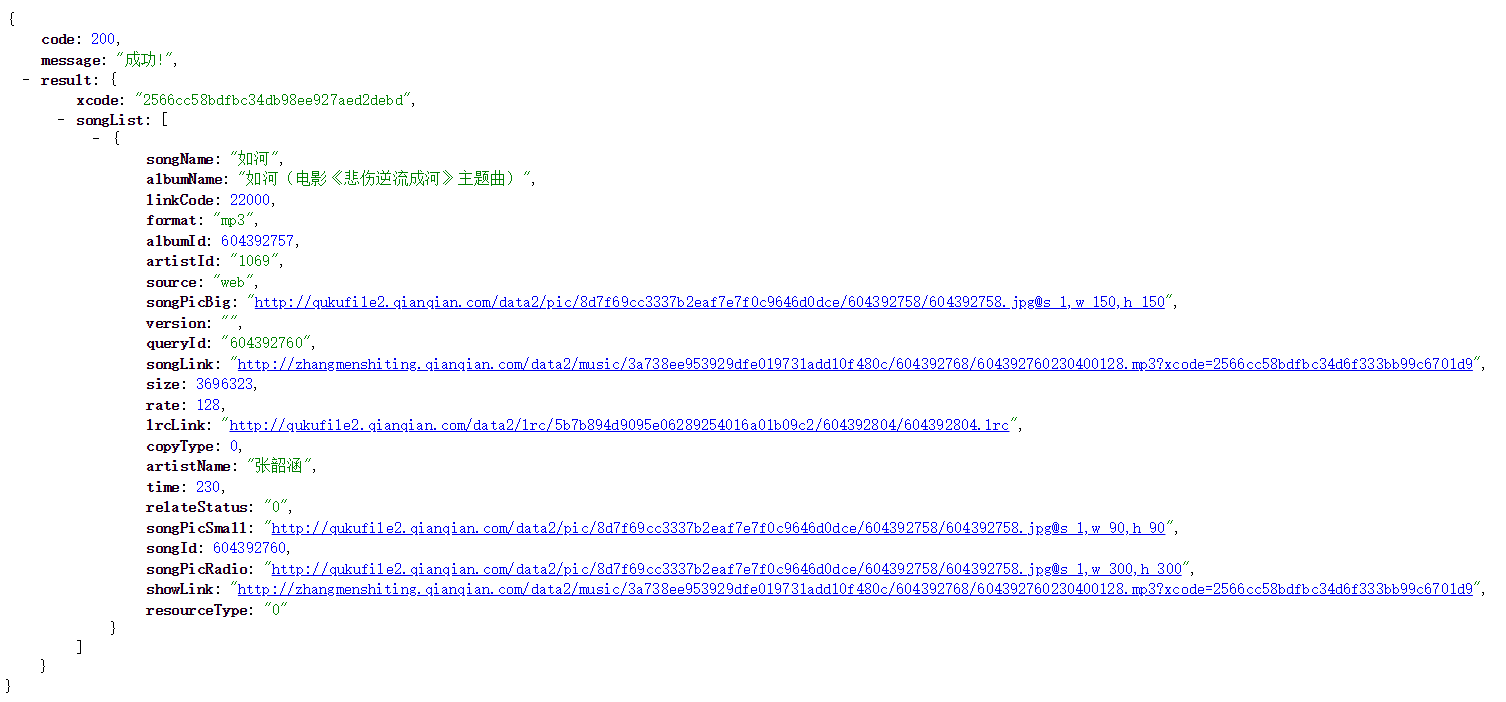 {
code: 200,
message: "成功!",
- result: {
xcode: "2566cc58bdfbc34db98ee927aed2debd",
- songList: [
- {
songName: "如河",
albumName: "如河（电影《悲伤逆流成河》主题曲）",
linkCode: 22000,
format: "mp3",
albumId: 604392757,
artistId: "1069",
source: "web",
songPicBig: "http://qukufile2.qianqian.com/data2/pic/8d7f69cc3337b2eaf7e7f0c9646d0dce/604392758/604392758.jpg@s_1,w_150,h_150",
version: "",
queryId: "604392760",
songLink: "http://zhangmenshiting.qianqian.com/data2/music/3a738ee953929dfe019731add10f480c/604392768/604392760230400128.mp3?xcode=2566cc58bdfbc34d6f333bb99c6701d9",
size: 3696323,
rate: 128,
lrcLink: "http://qukufile2.qianqian.com/data2/lrc/5b7b894d9095e06289254016a01b09c2/604392804/604392804.lrc",
copyType: 0,
artistName: "张韶涵",
time: 230,
relateStatus: "0",
songPicSmall: "http://qukufile2.qianqian.com/data2/pic/8d7f69cc3337b2eaf7e7f0c9646d0dce/604392758/604392758.jpg@s_1,w_90,h_90",
songId: 604392760,
songPicRadio: "http://qukufile2.qianqian.com/data2/pic/8d7f69cc3337b2eaf7e7f0c9646d0dce/604392758/604392758.jpg@s_1,w_300,h_300",
showLink: "http://zhangmenshiting.qianqian.com/data2/music/3a738ee953929dfe019731add10f480c/604392768/604392760230400128.mp3?xcode=2566cc58bdfbc34d6f333bb99c6701d9",
resourceType: "0"
}
]
}
}